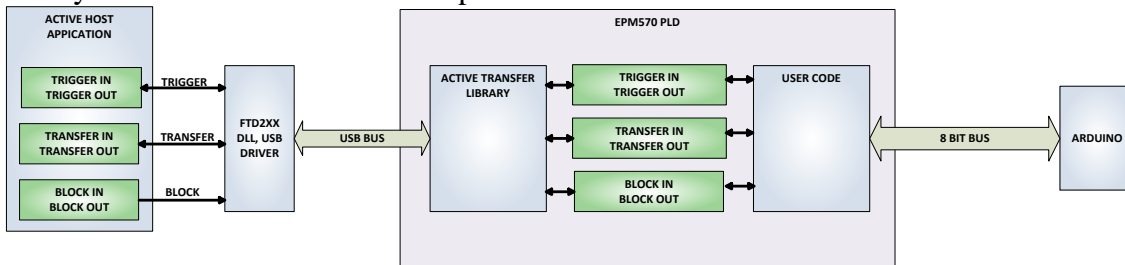 ACTIVE HOST
APPICATION
TRIGGER IN
TRIGGER OUT
TRANSFER IN
TRANSFER OUT
BLOCK IN
BLOCK OUT
TRIGGER
TRANSFER
BLOCK
FTD2XX
DLL, USB
DRIVER
USB BUS
EPM570 PLD
ACTIVE TRANSFER
LIBRARY
TRIGGER IN
TRIGGER OUT
TRANSFER IN
TRANSFER OUT
BLOCK IN
BLOCK OUT
USER CODE
8 BIT BUS
ARDUINO